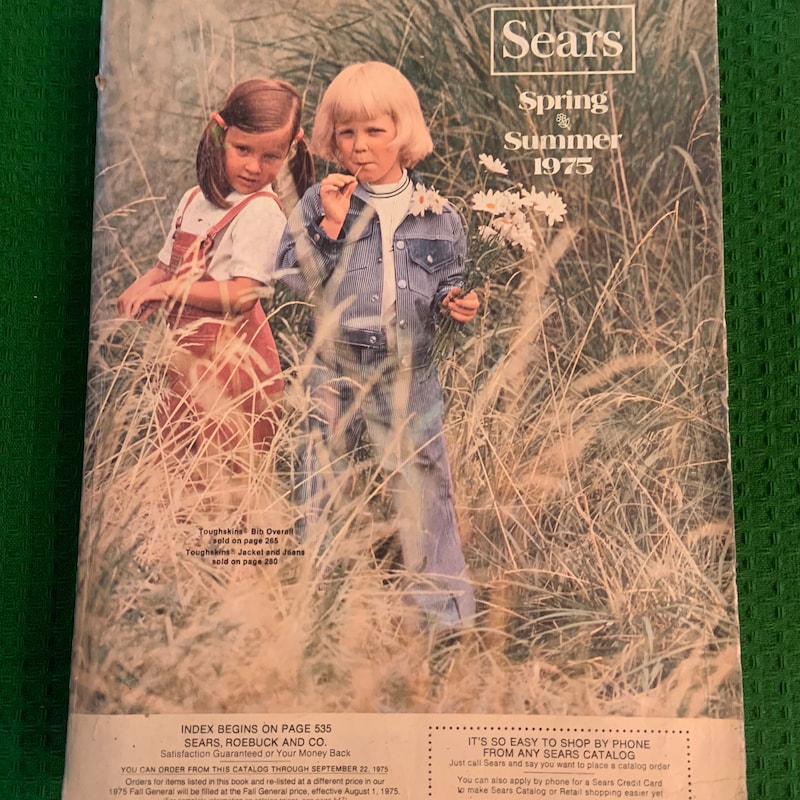 Sears
Spring
&
Summer
1975
Toughskins® Bib Overall
sold on page 265
Toughskins® Jacket and Jeans
sold on page 280
INDEX BEGINS ON PAGE 535
SEARS, ROEBUCK AND CO.
Satisfaction Guaranteed or Your Money Back
YOU CAN ORDER FROM THIS CATALOG THROUGH SEPTEMBER 22, 1975
Orders for items listed in this book and re-listed at a different price in our
1975 Fall General will be filled at the Fall General price, effective August 1, 1975.
IT'S SO EASY TO SHOP BY PHONE
FROM ANY SEARS CATALOG
Just call Sears and say you want to place a catalog order
You can also apply by phone for a Sears Credit Card
to make Sears Catalog or Retail shopping easier yet